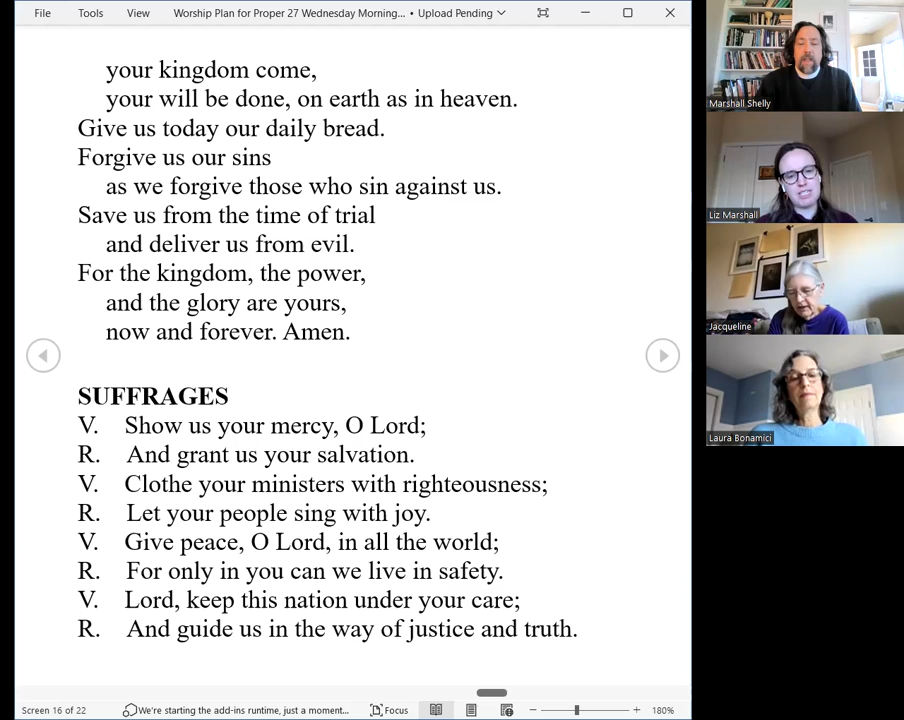 File Tools Worship Plan for Proper 27 Wednesday Morning... • Upload Pending
your kingdom come,
your will be done, on earth as in heaven.
Give us today our daily bread.
Forgive us our sins
as we forgive those who sin against us.
Save us from the time of trial
and deliver us from evil.
For the kingdom, the power,
and the glory are yours,
now and forever. Amen.
SUFFRAGES
V. Show us your mercy, O Lord;
R. And grant us your salvation.
V. Clothe your ministers with righteousness;
R. Let your people sing with joy.
V. Give peace, O Lord, in all the world;
R. For only in you can we live in safety.
V. Lord, keep this nation under your care;
R. And guide us in the way of justice and truth.
Screen 16 of 22 We're starting the add-ins runtime, just a moment... Focus 180%
Marshall Shelly
Liz Marshall
Jacqueline
Laura Bonamici